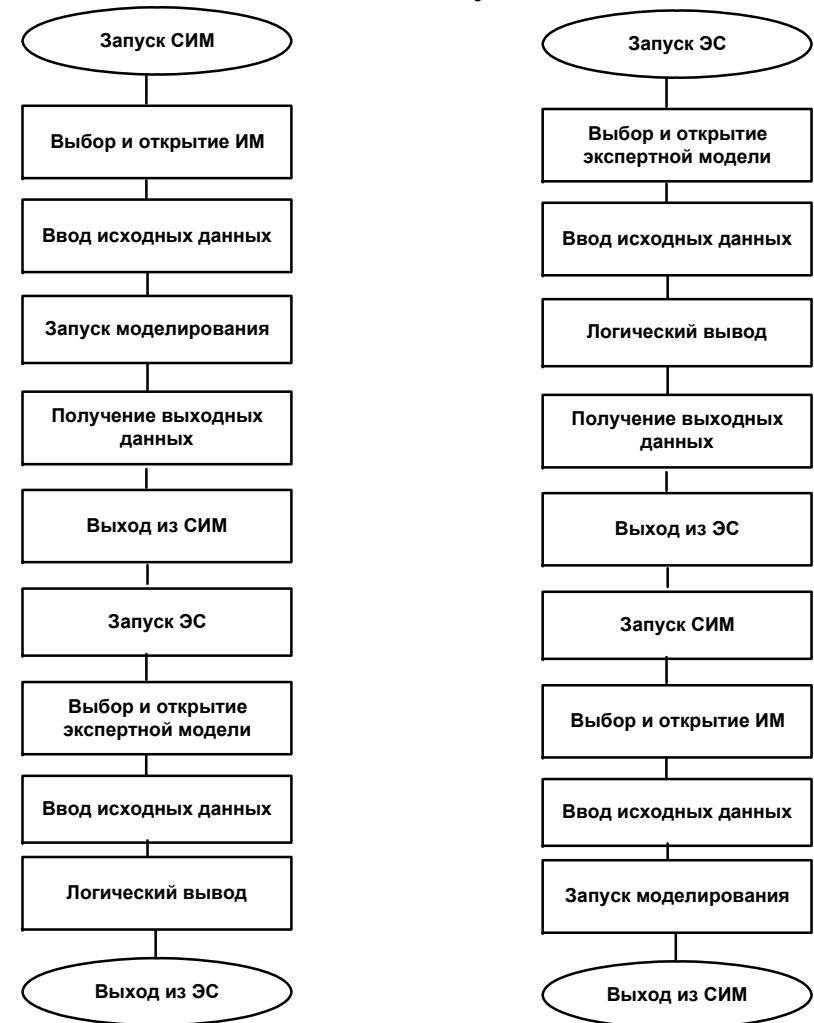 Запуск СИМ
Выбор и открытие ИМ
Ввод исходных данных
Запуск моделирования
Получение выходных
данных
Выход из СИМ
Запуск ЭС
Выбор и открытие
экспертной модели
Ввод исходных данных
Логический вывод
Выход из ЭС
Запуск ЭС
Выбор и открытие
экспертной модели
Ввод исходных данных
Логический вывод
Получение выходных
данных
Выход из ЭС
Запуск СИМ
Выбор и открытие ИМ
Ввод исходных данных
Запуск моделирования
Выход из СИМ